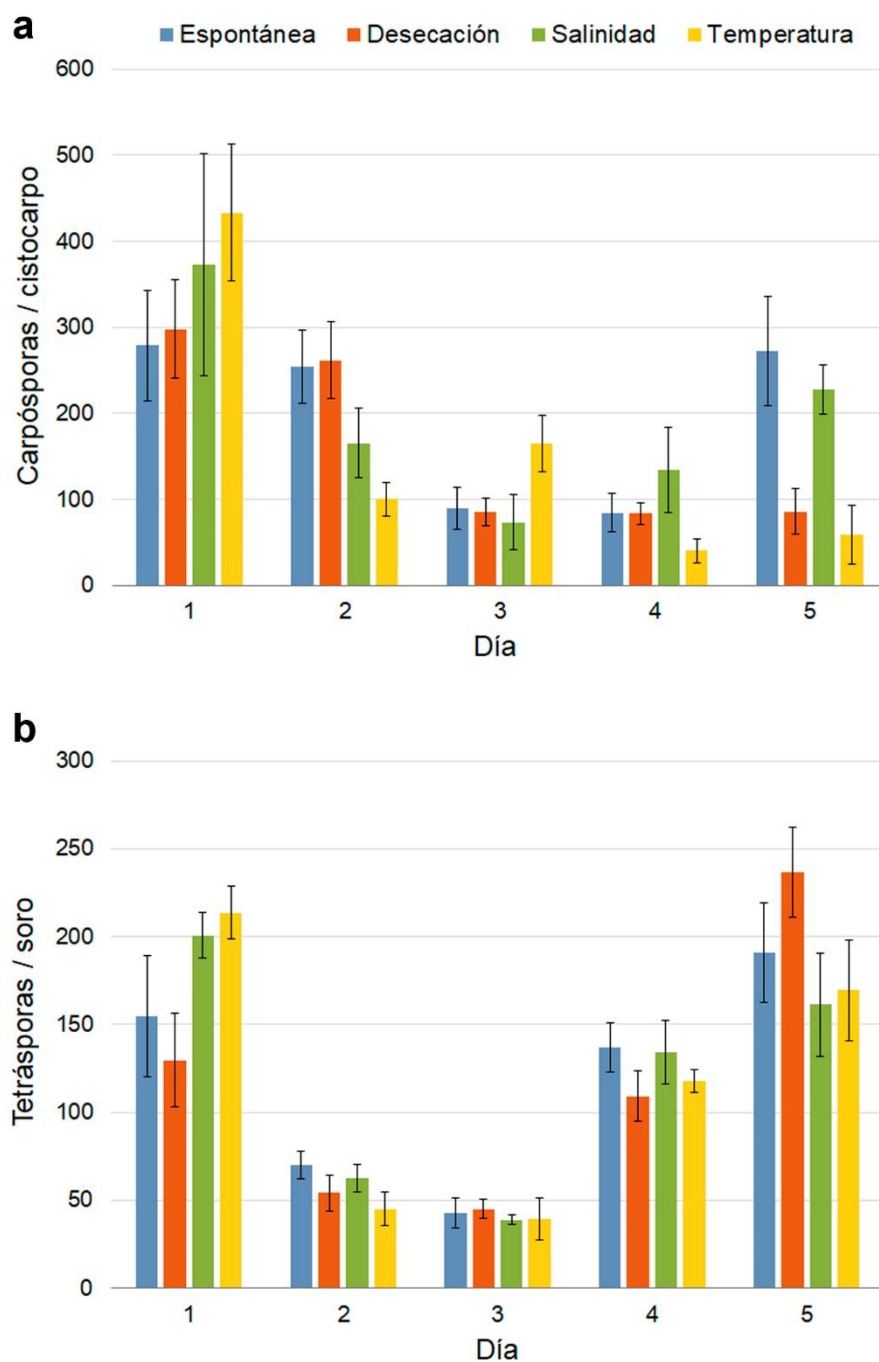 a
Espontánea Desecación Salinidad Temperatura
600
500
400
300
200
100
0
Carpósporas / cistocarpo
1 2 3 4 5
Día
b
300
250
200
150
100
50
0
Tetrásporas / soro
1 2 3 4 5
Día